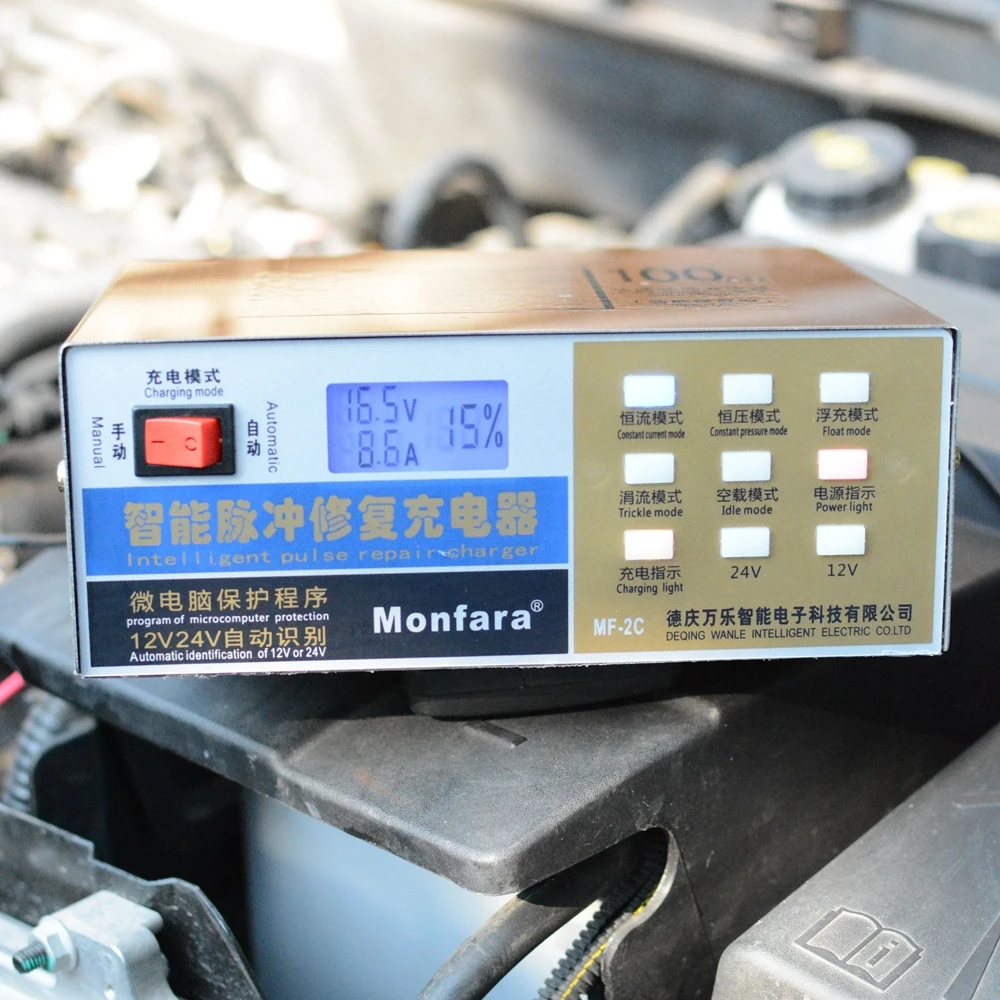 100
充电模式
Charging mode
手动
Manual
— O
自动
Automatic
16.5V
8.6A
15%
智能脉冲修复充电器
Intelligent pulse repair charger
微电脑保护程序
program of microcomputer protection
12V24V自动识别
Automatic identification of 12V or 24V
Monfara®
恒流模式
Constant current mode
恒压模式
Constant pressure mode
浮充模式
Float mode
涓流模式
Trickle mode
空载模式
Idle mode
电源指示
Power light
充电指示
Charging light
24V
12V
MF-2C
德庆万乐智能电子科技有限公司
DEQING WANLE INTELLIGENT ELECTRIC CO.LTD